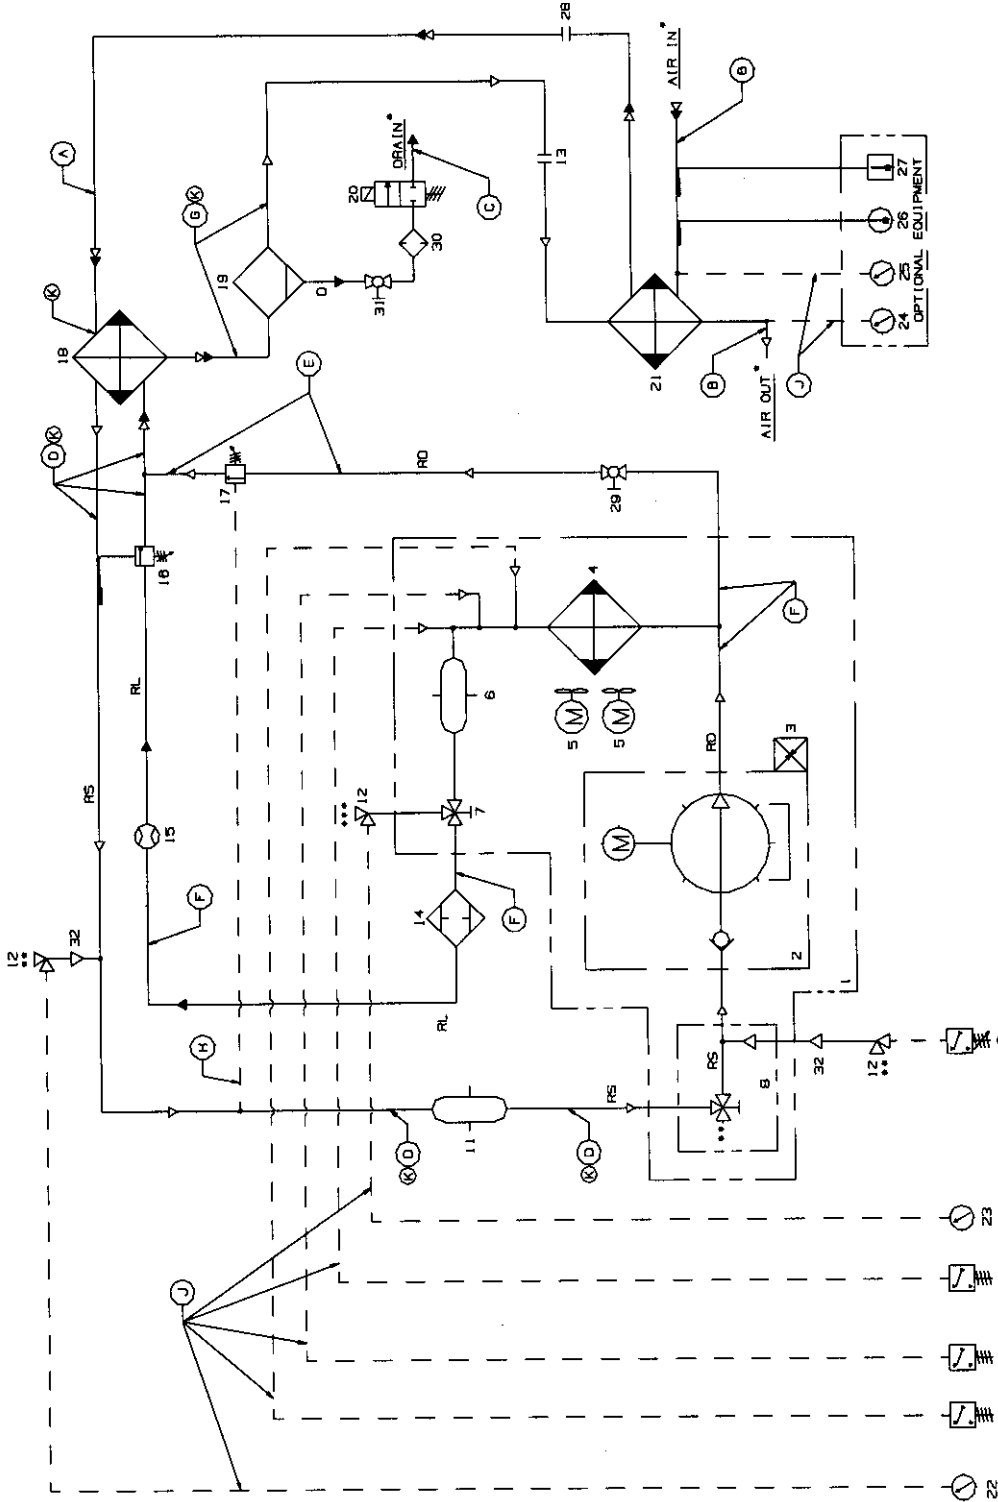 12
**
A
K
18
D K
32
RS
RL
16
15
J
F
H
G K
19
17
E
D
***
12
20
31
DRAIN*
K D
14
RO
30
RL
11
6
7
C
F
28
13
5
5
K D
RS
4
29
M
M
M
21
AIR IN*
B
B
AIR OUT*
RS
RO
**
8
3
2
F
J
32
1
12
**
24
25
26
27
OPTIONAL EQUIPMENT
22
23